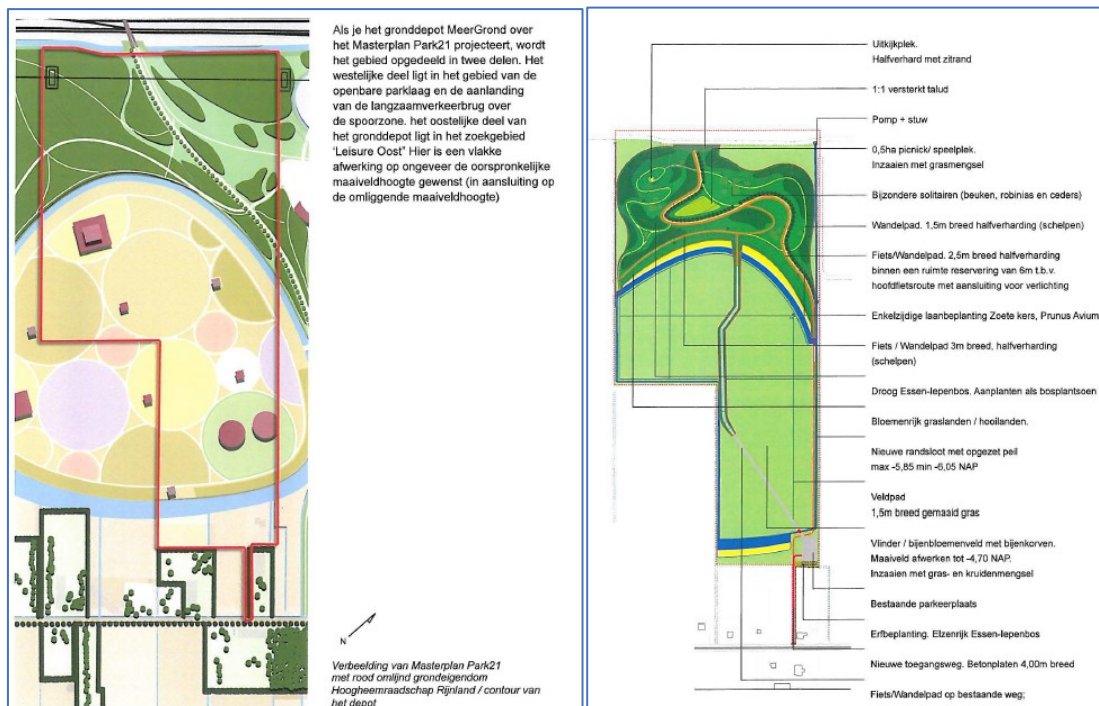 Als je het gronddepot MeerGrond over
het Masterplan Park21 projecteert, wordt
het gebied opgedeeld in twee delen. Het
westelijke deel ligt in het gebied van de
openbare parklaag en de aanlanding
van de langzaamverkeerbrug over
de spoorzone. het oostelijke deel van
het gronddepot ligt in het zoekgebied
'Leisure Oost" Hier is een vlakke
afwerking op ongeveer de oorspronkelijke
maaiveldhoogte gewenst (in aansluiting op
de omliggende maaiveldhoogte)
N
Verbeelding van Masterplan Park21
met rood omlijnd grondeigendom
Hoogheemraadschap Rijnland / contour van
het depot
Uitkijkplek.
Halfverhard met zitrand
1:1 versterkt talud
Pomp + stuw
0,5ha picnick/ speelplek.
Inzaaien met grasmengsel
Bijzondere solitairen (beuken, robinias en ceders)
Wandelpad. 1,5m breed halfverharding (schelpen)
Fiets/Wandelpad. 2,5m breed halfverharding
binnen een ruimte reservering van 6m t.b.v.
hoofdfietsroute met aansluiting voor verlichting
Enkelzijdige laanbeplanting Zoete kers, Prunus Avium
Fiets / Wandelpad 3m breed, halfverharding
(schelpen)
Droog Essen-Iepenbos. Aanplanten als bosplantsoen
Bloemenrijk graslanden / hooilanden.
Nieuwe randsloot met opgezet peil
max -5,85 min -6,05 NAP
Veldpad
1,5m breed gemaaid gras
Vlinder / bijenbloemenveld met bijenkorven.
Maaiveld afwerken tot -4,70 NAP.
Inzaaien met gras- en kruidenmengsel
Bestaande parkeerplaats
Erfbeplanting. Elzenrijk Essen-Iepenbos
Nieuwe toegangsweg. Betonplaten 4,00m breed
Fiets/Wandelpad op bestaande weg;